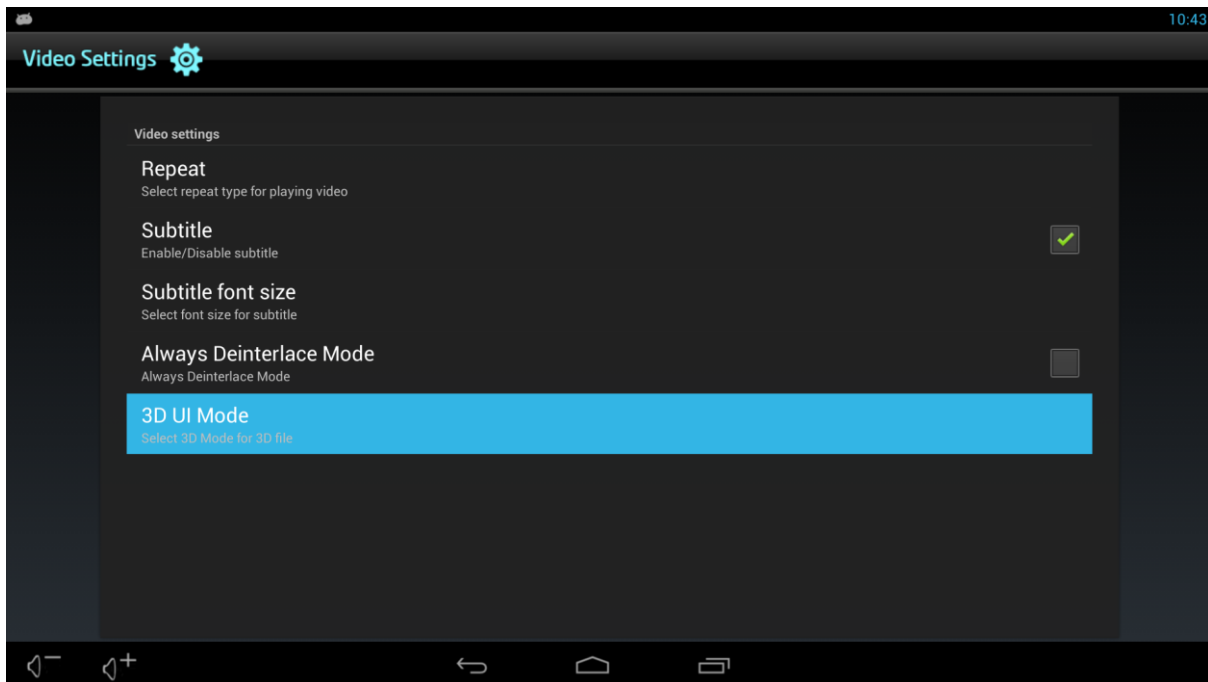 10:43
Video Settings
Video settings
Repeat
Select repeat type for playing video
Subtitle
Enable/Disable subtitle
Subtitle font size
Select font size for subtitle
Always Deinterlace Mode
Always Deinterlace Mode
3D UI Mode
Select 3D Mode for 3D file